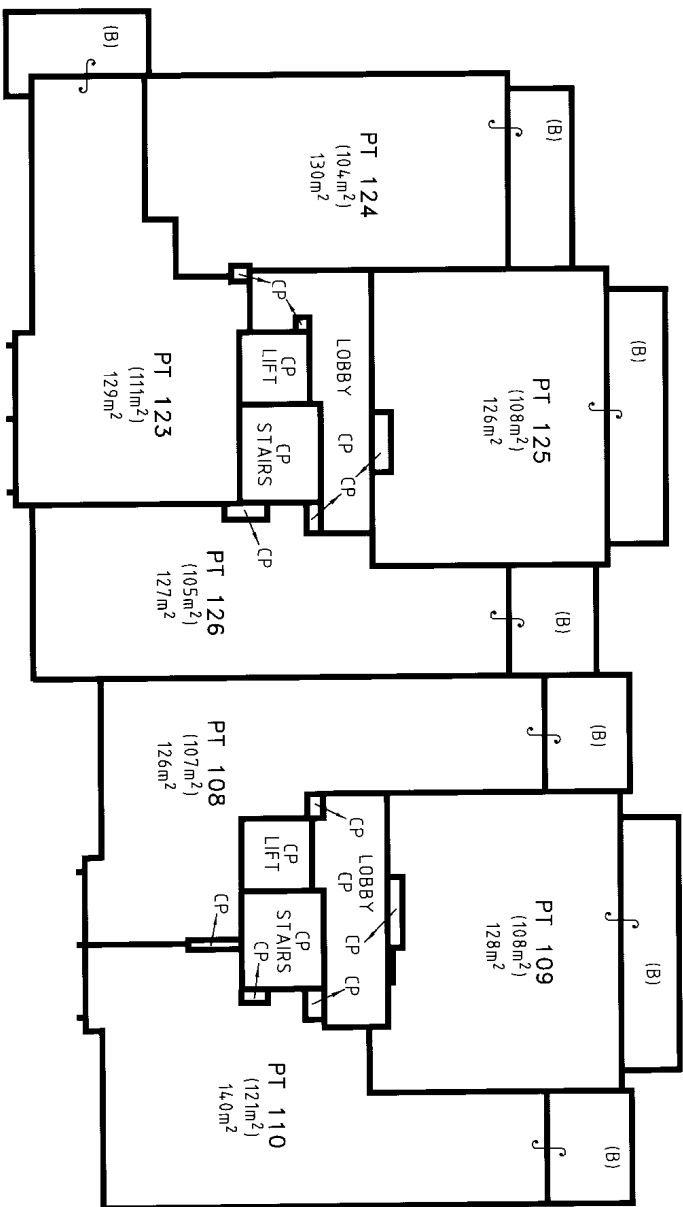 (B)
(B)
PT 124
(104m²)
130m²
CP
(B)
PT 125
(108m²)
126m²
LOBBY
CP
CP
CP
LIFT
CP
STAIRS
PT 123
(111m²)
129m²
CP
(B)
PT 126
(105m²)
127m²
(B)
PT 108
(107m²)
126m²
CP
LOBBY
CP
CP
CP
LIFT
CP
STAIRS
CP
CP
CP
(B)
PT 109
(108m²)
128m²
(B)
PT 110
(121m²)
140m²